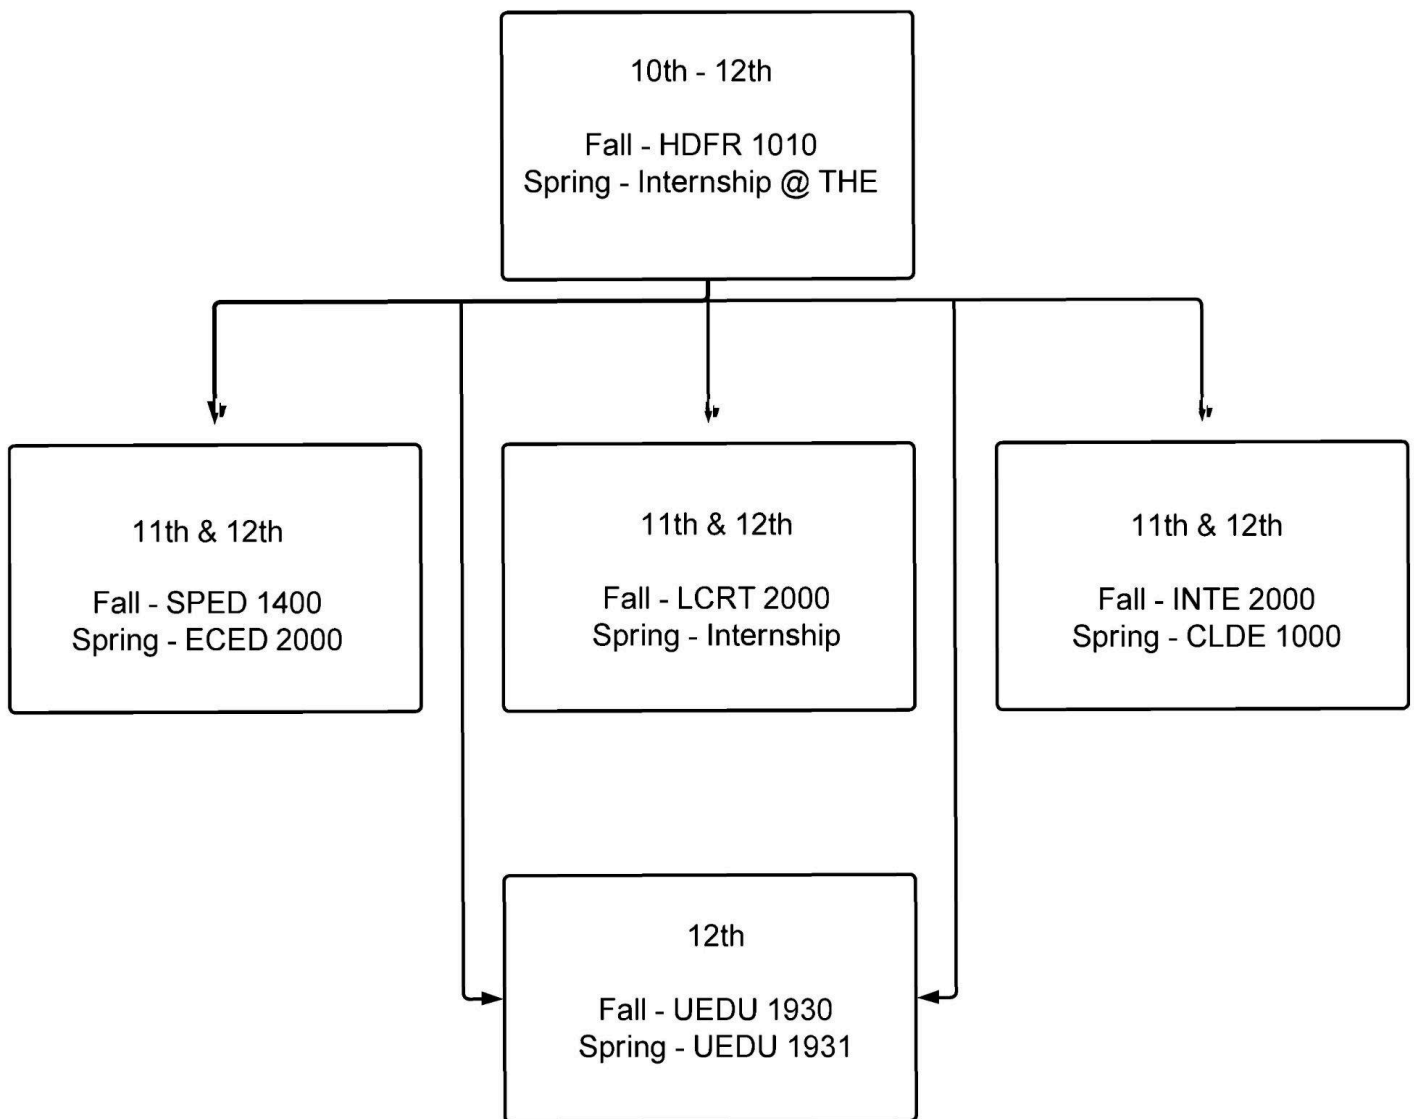 10th - 12th
Fall - HDFR 1010
Spring - Internship @ THE
11th & 12th
Fall - SPED 1400
Spring - ECED 2000
11th & 12th
Fall - LCRT 2000
Spring - Internship
11th & 12th
Fall - INTE 2000
Spring - CLDE 1000
12th
Fall - UEDU 1930
Spring - UEDU 1931